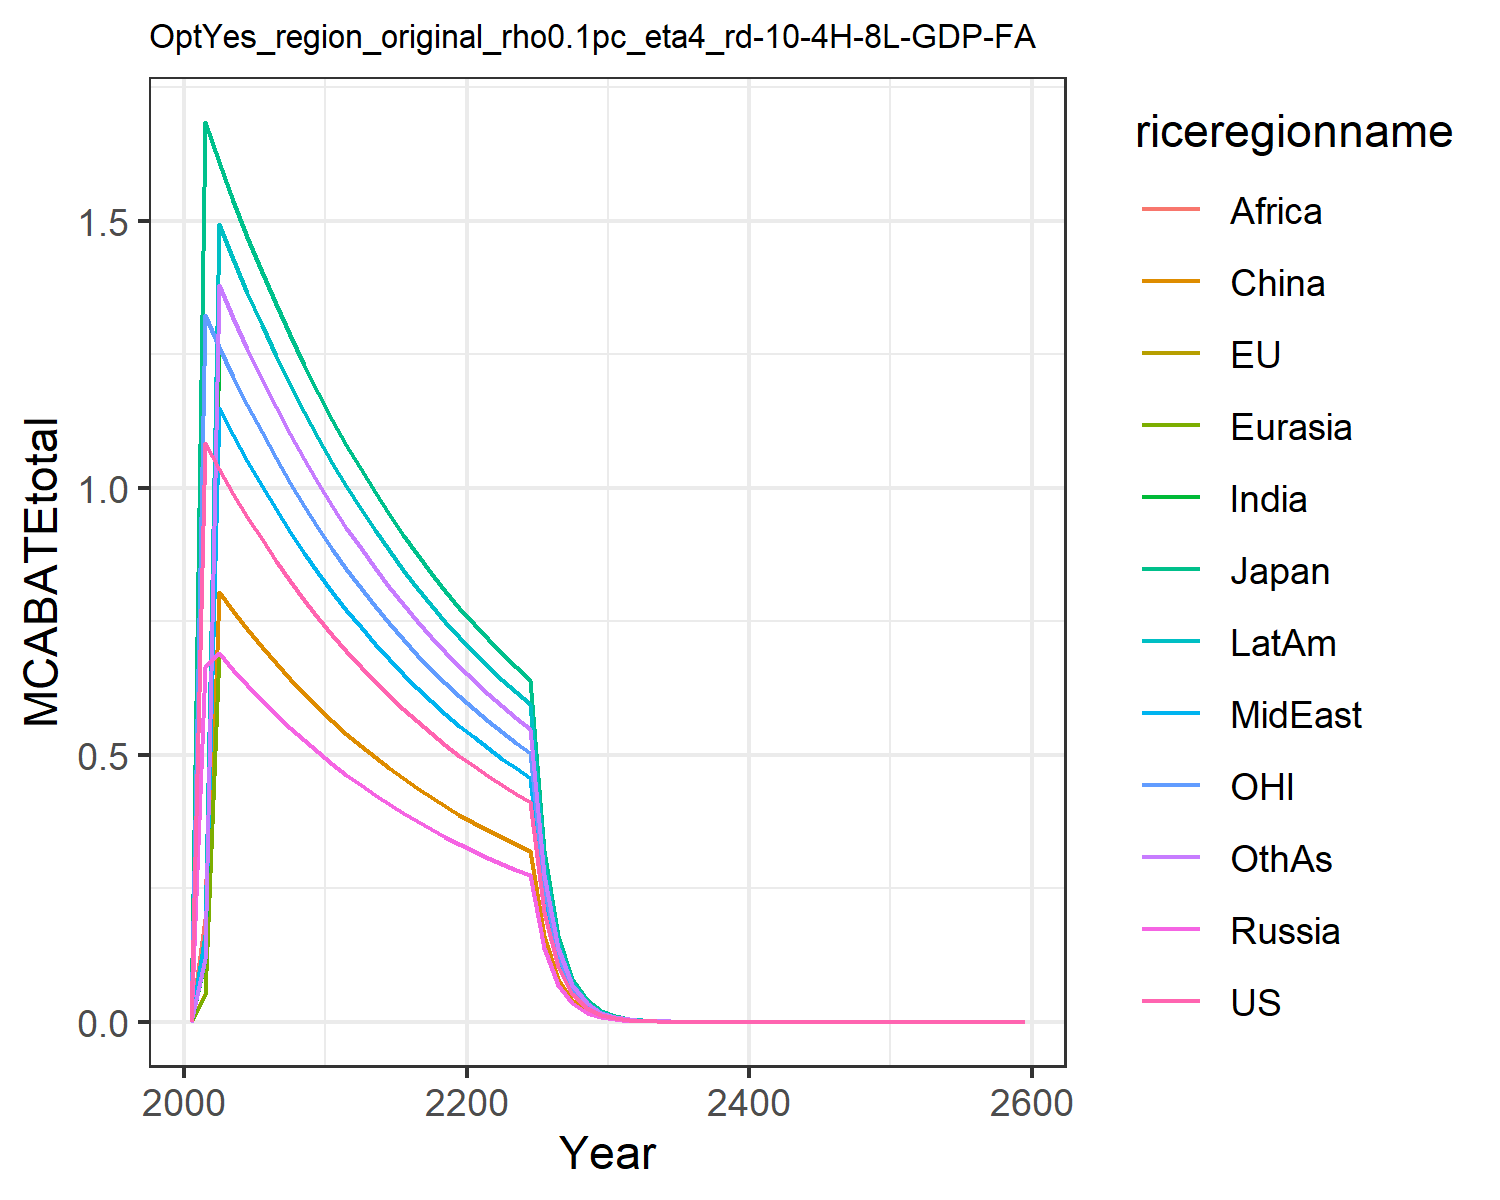 OptYes_region_original_rho0.1pc_eta4_rd-10-4H-8L-GDP-FA
MCABATEtotal
1.5
1.0
0.5
0.0
2000
2200
2400
2600
Year
riceregionname
Africa
China
EU
Eurasia
India
Japan
LatAm
MidEast
OHI
OthAs
Russia
US